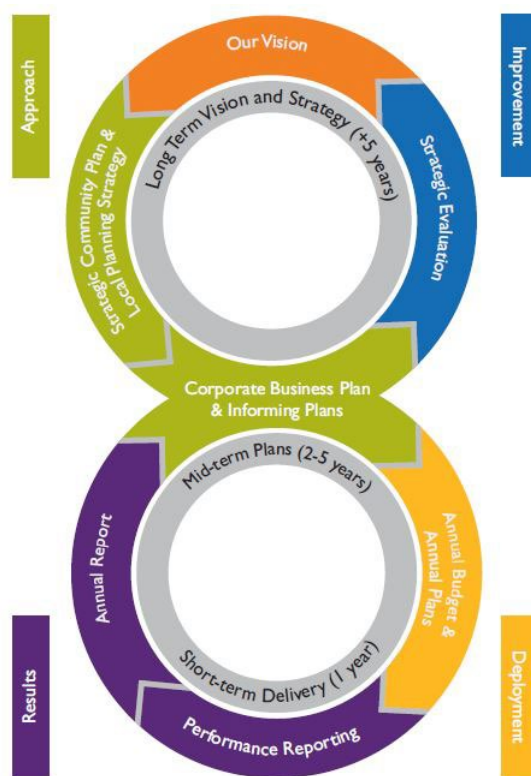 Approach
Our Vision
Improvement
Long Term Vision and Strategy (+5 years)
Strategic Community Plan &
Local Planning Strategy
Strategic Evaluation
Corporate Business Plan
& Informing Plans
Mid-term Plans (2-5 years)
Annual Report
Annual Budget &
Annual Plans
Short-term Delivery (1 year)
Performance Reporting
Results
Deployment